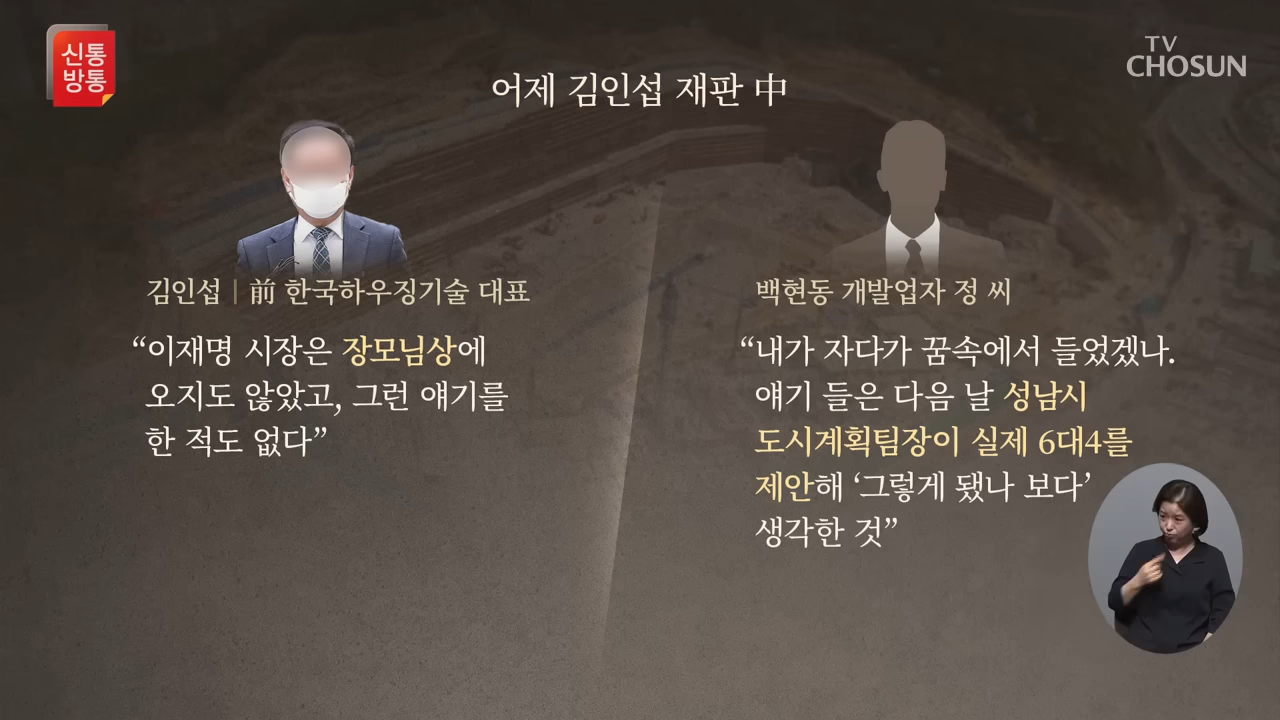 신통
방통
TV
CHOSUN
어제 김인섭 재판 中
김인섭 | 前 한국하우징기술 대표
“이재명 시장은 장모님상에
오지도 않았고, 그런 얘기를
한 적도 없다”
백현동 개발업자 정 씨
“내가 자다가 꿈속에서 들었겠나.
얘기 들은 다음 날 성남시
도시계획팀장이 실제 6대4를
제안해 ‘그렇게 됐나 보다’
생각한 것”